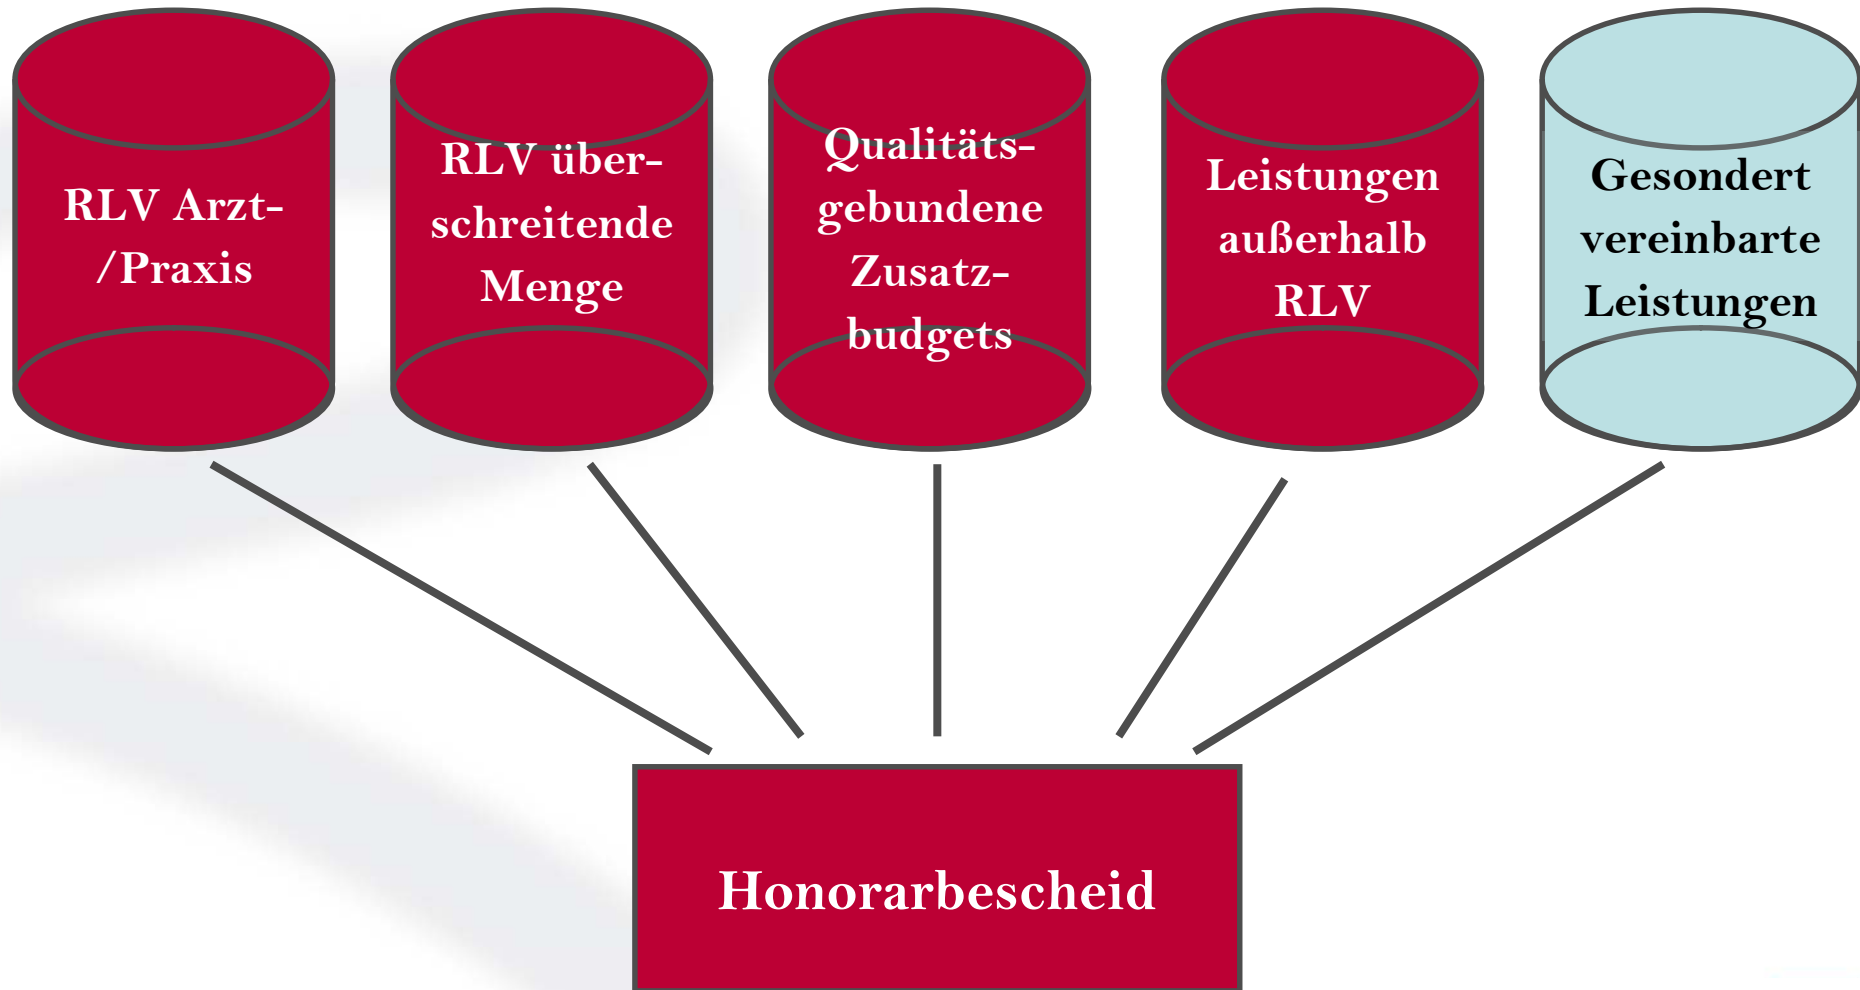 RLV Arzt-
/Praxis
RLV über-
schreitende
Menge
Qualitäts-
gebundene
Zusatz-
budgets
Leistungen
außerhalb
RLV
Gesondert
vereinbarte
Leistungen
Honorarbescheid